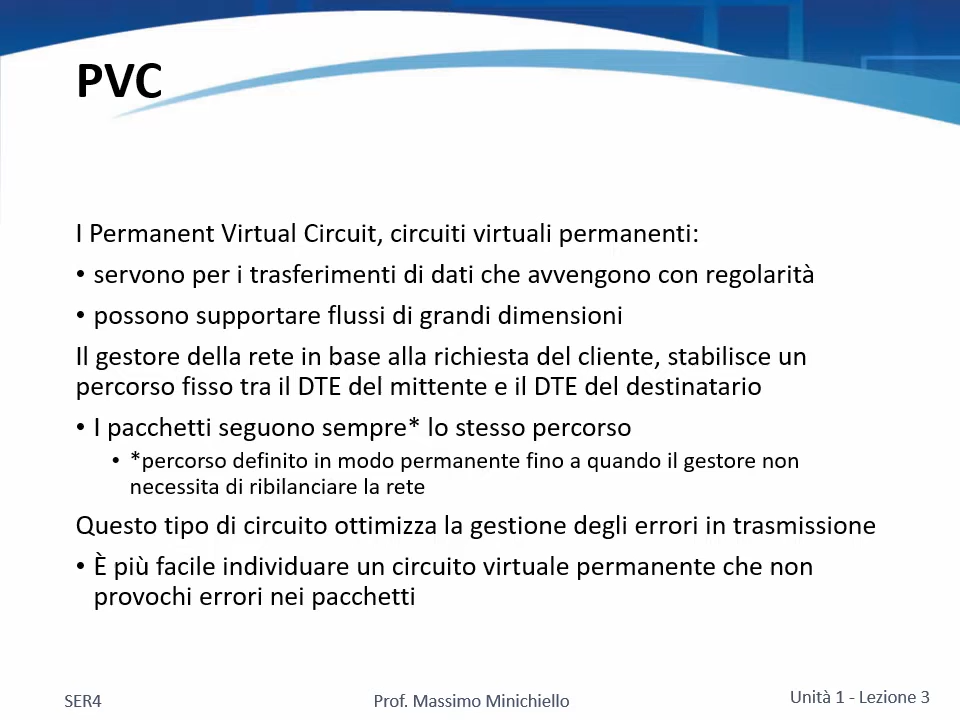 PVC
I Permanent Virtual Circuit, circuiti virtuali permanenti:
• servono per i trasferimenti di dati che avvengono con regolarità
• possono supportare flussi di grandi dimensioni
Il gestore della rete in base alla richiesta del cliente, stabilisce un
percorso fisso tra il DTE del mittente e il DTE del destinatario
• I pacchetti seguono sempre* lo stesso percorso
• *percorso definito in modo permanente fino a quando il gestore non
necessita di ribilanciare la rete
Questo tipo di circuito ottimizza la gestione degli errori in trasmissione
• È più facile individuare un circuito virtuale permanente che non
provochi errori nei pacchetti
SER4
Prof. Massimo Minichiello
Unità 1 - Lezione 3